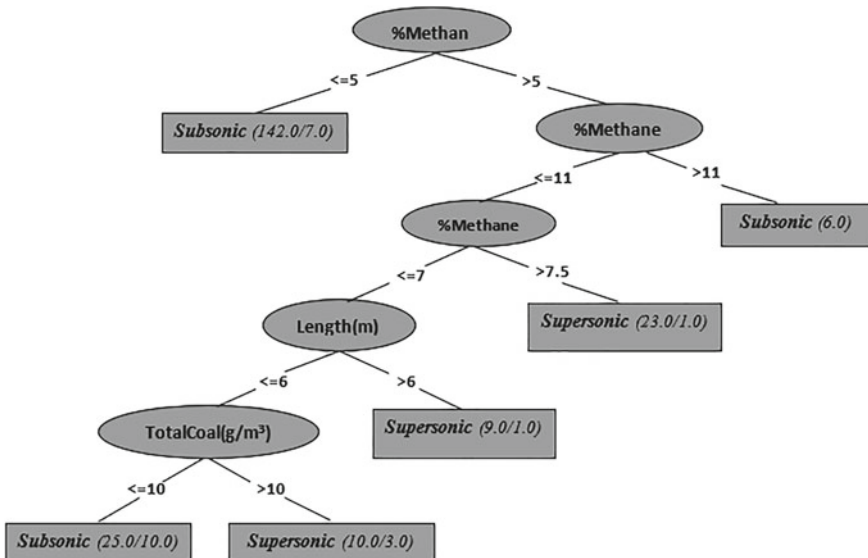 %Methan
<=5
>5
Subsonic (142.0/7.0)
%Methane
<=11
>11
%Methane
Subsonic (6.0)
<=7
>7.5
Length(m)
Supersonic (23.0/1.0)
<=6
>6
TotalCoal(g/m³)
Supersonic (9.0/1.0)
<=10
>10
Subsonic (25.0/10.0)
Supersonic (10.0/3.0)